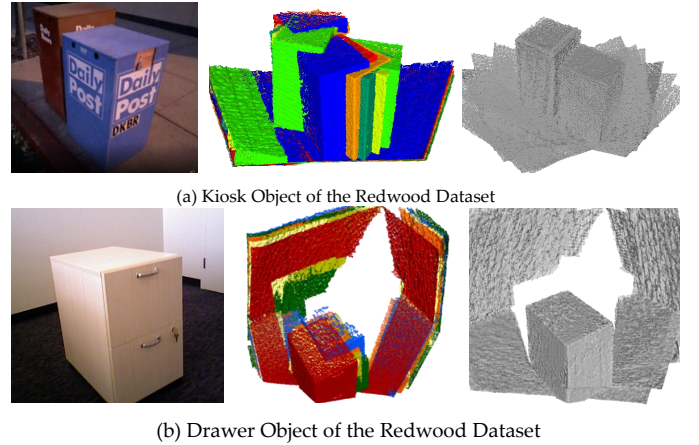 Daily
Post
Daily
Post
DKBR
(a) Kiosk Object of the Redwood Dataset
(b) Drawer Object of the Redwood Dataset